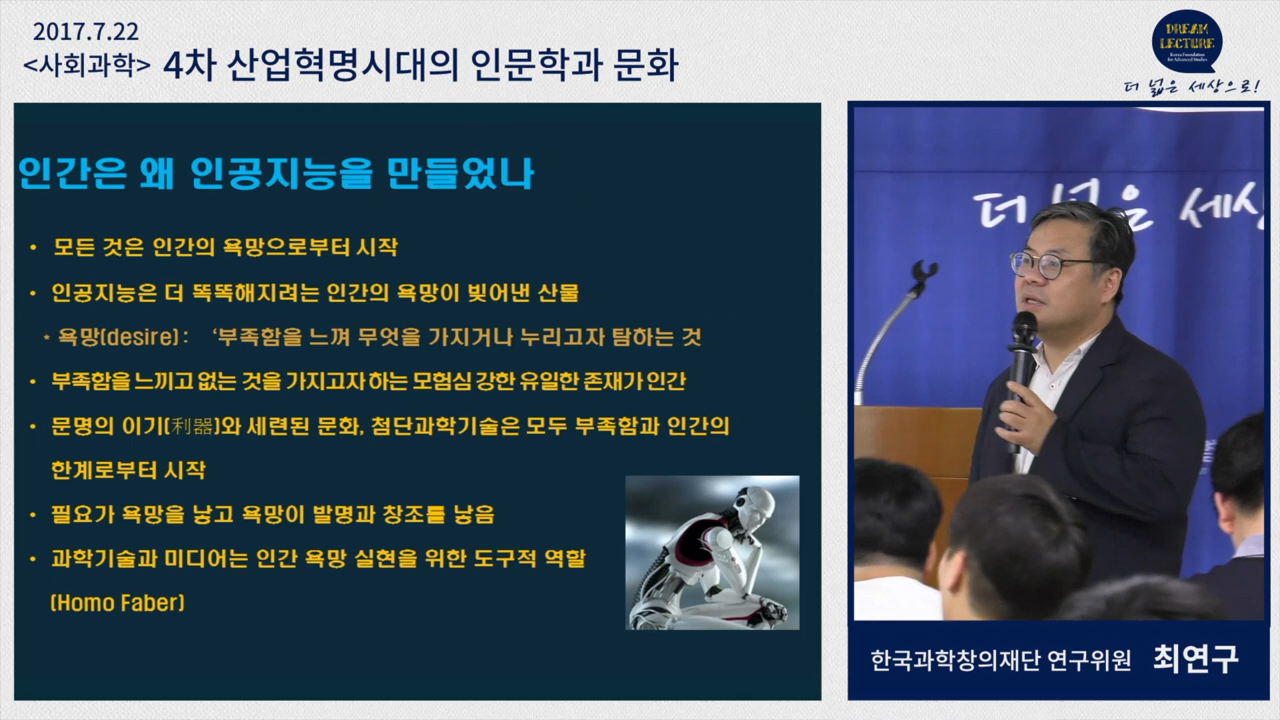 2017.7.22
<사회과학> 4차 산업혁명시대의 인문학과 문화
DREAM
LECTURE
Korea Foundation
for Advanced Studies
더 넓은 세상으로!
인간은 왜 인공지능을 만들었나
• 모든 것은 인간의 욕망으로부터 시작
• 인공지능은 더 똑똑해지려는 인간의 욕망이 빚어낸 산물
* 욕망(desire) : ‘부족함을 느껴 무엇을 가지거나 누리고자 탐하는 것
• 부족함을 느끼고 없는 것을 가지고자 하는 모험심 강한 유일한 존재가 인간
• 문명의 이기(利器)와 세련된 문화, 첨단과학기술은 모두 부족함과 인간의
한계로부터 시작
• 필요가 욕망을 낳고 욕망이 발명과 창조를 낳음
• 과학기술과 미디어는 인간 욕망 실현을 위한 도구적 역할
(Homo Faber)
더 넓은 세상
한국과학창의재단 연구위원 최연구